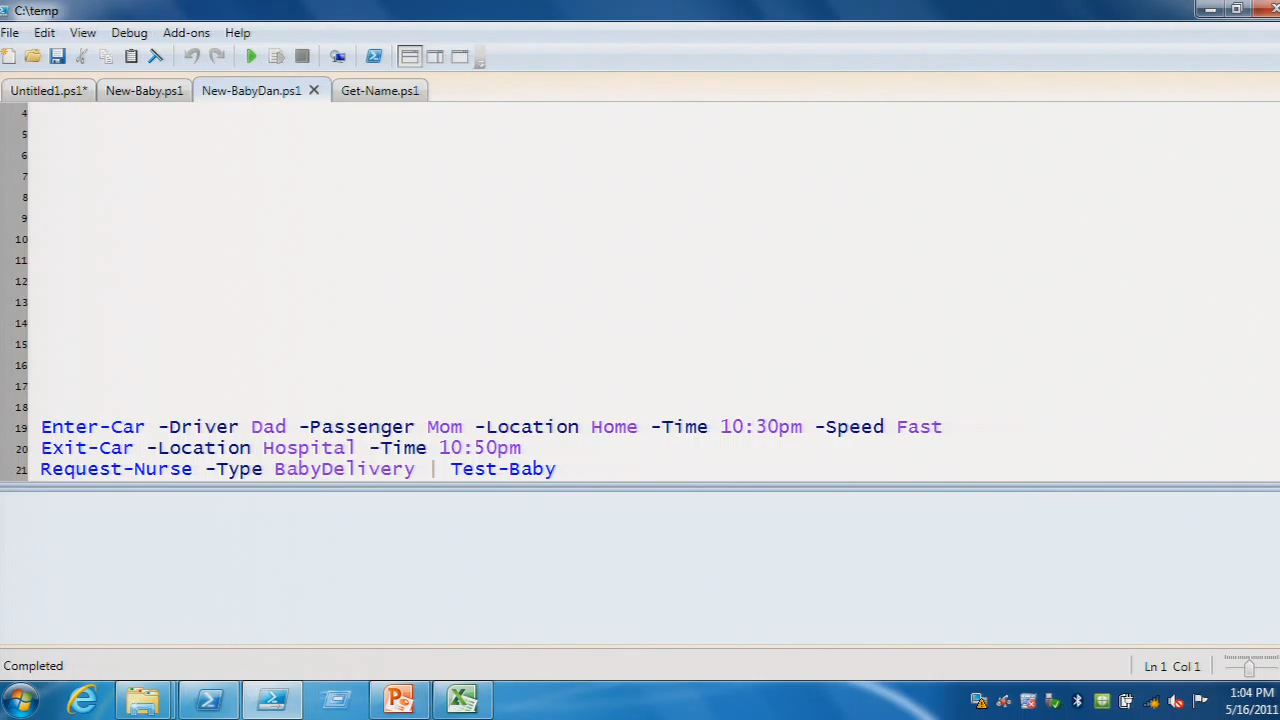 C:\temp
File Edit View Debug Add-ons Help
Untitled1.ps1* New-Baby.ps1 New-BabyDan.ps1 Get-Name.ps1
4
5
6
7
8
9
10
11
12
13
14
15
16
17
18
19 Enter-Car -Driver Dad -Passenger Mom -Location Home -Time 10:30pm -Speed Fast
20 Exit-Car -Location Hospital -Time 10:50pm
21 Request-Nurse -Type BabyDelivery | Test-Baby
Completed Ln 1 Col 1
1:04 PM
5/16/2011